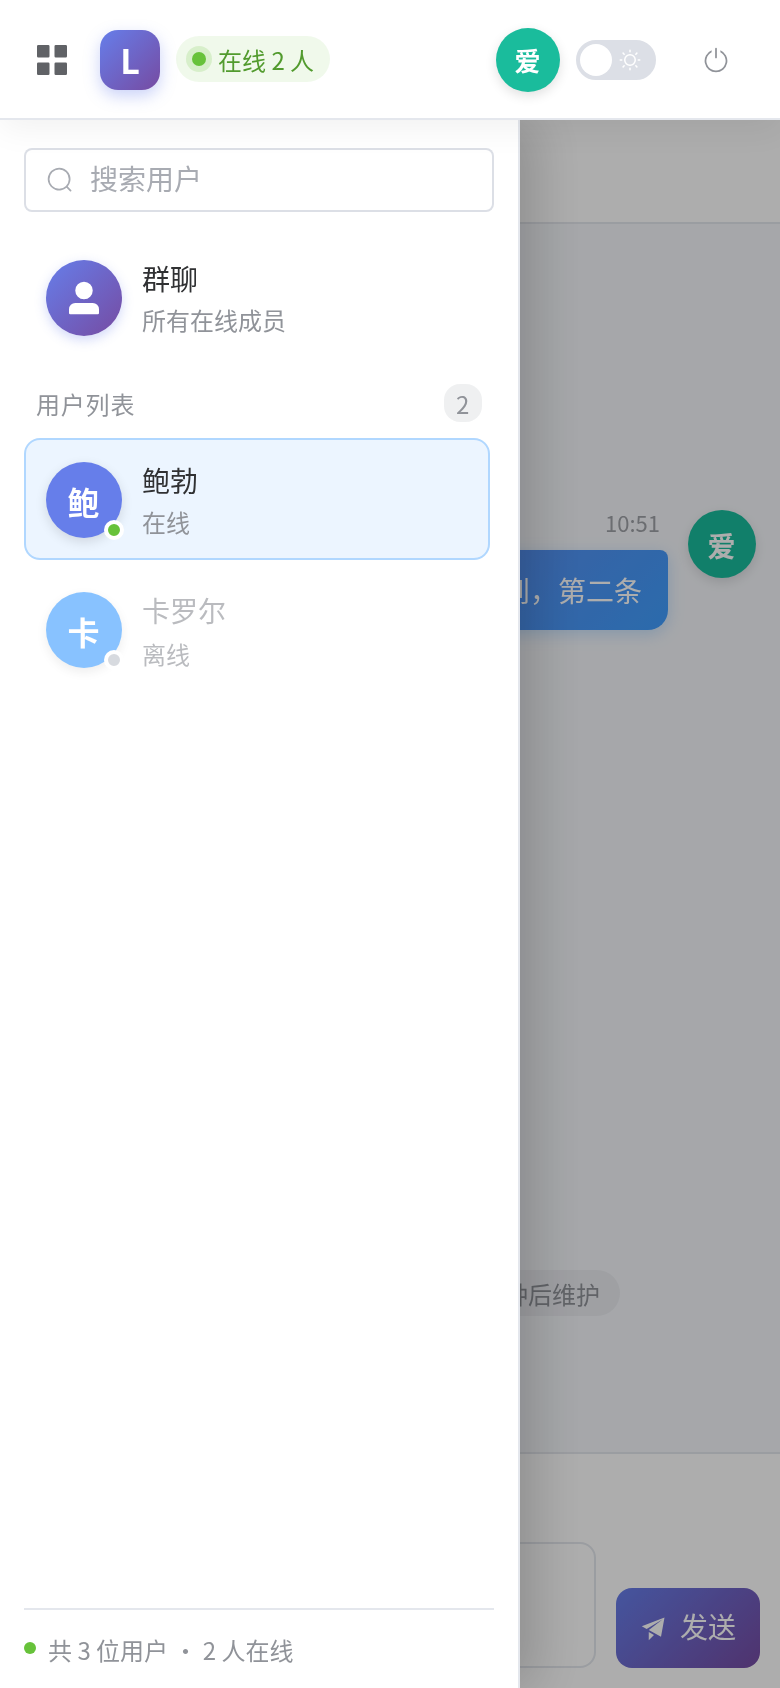 L
在线 2 人
爱
搜索用户
群聊
所有在线成员
用户列表
2
鲍
鲍勃
在线
卡
卡罗尔
离线
10:51
爱
，第二条
后维护
发送
共 3 位用户 · 2 人在线